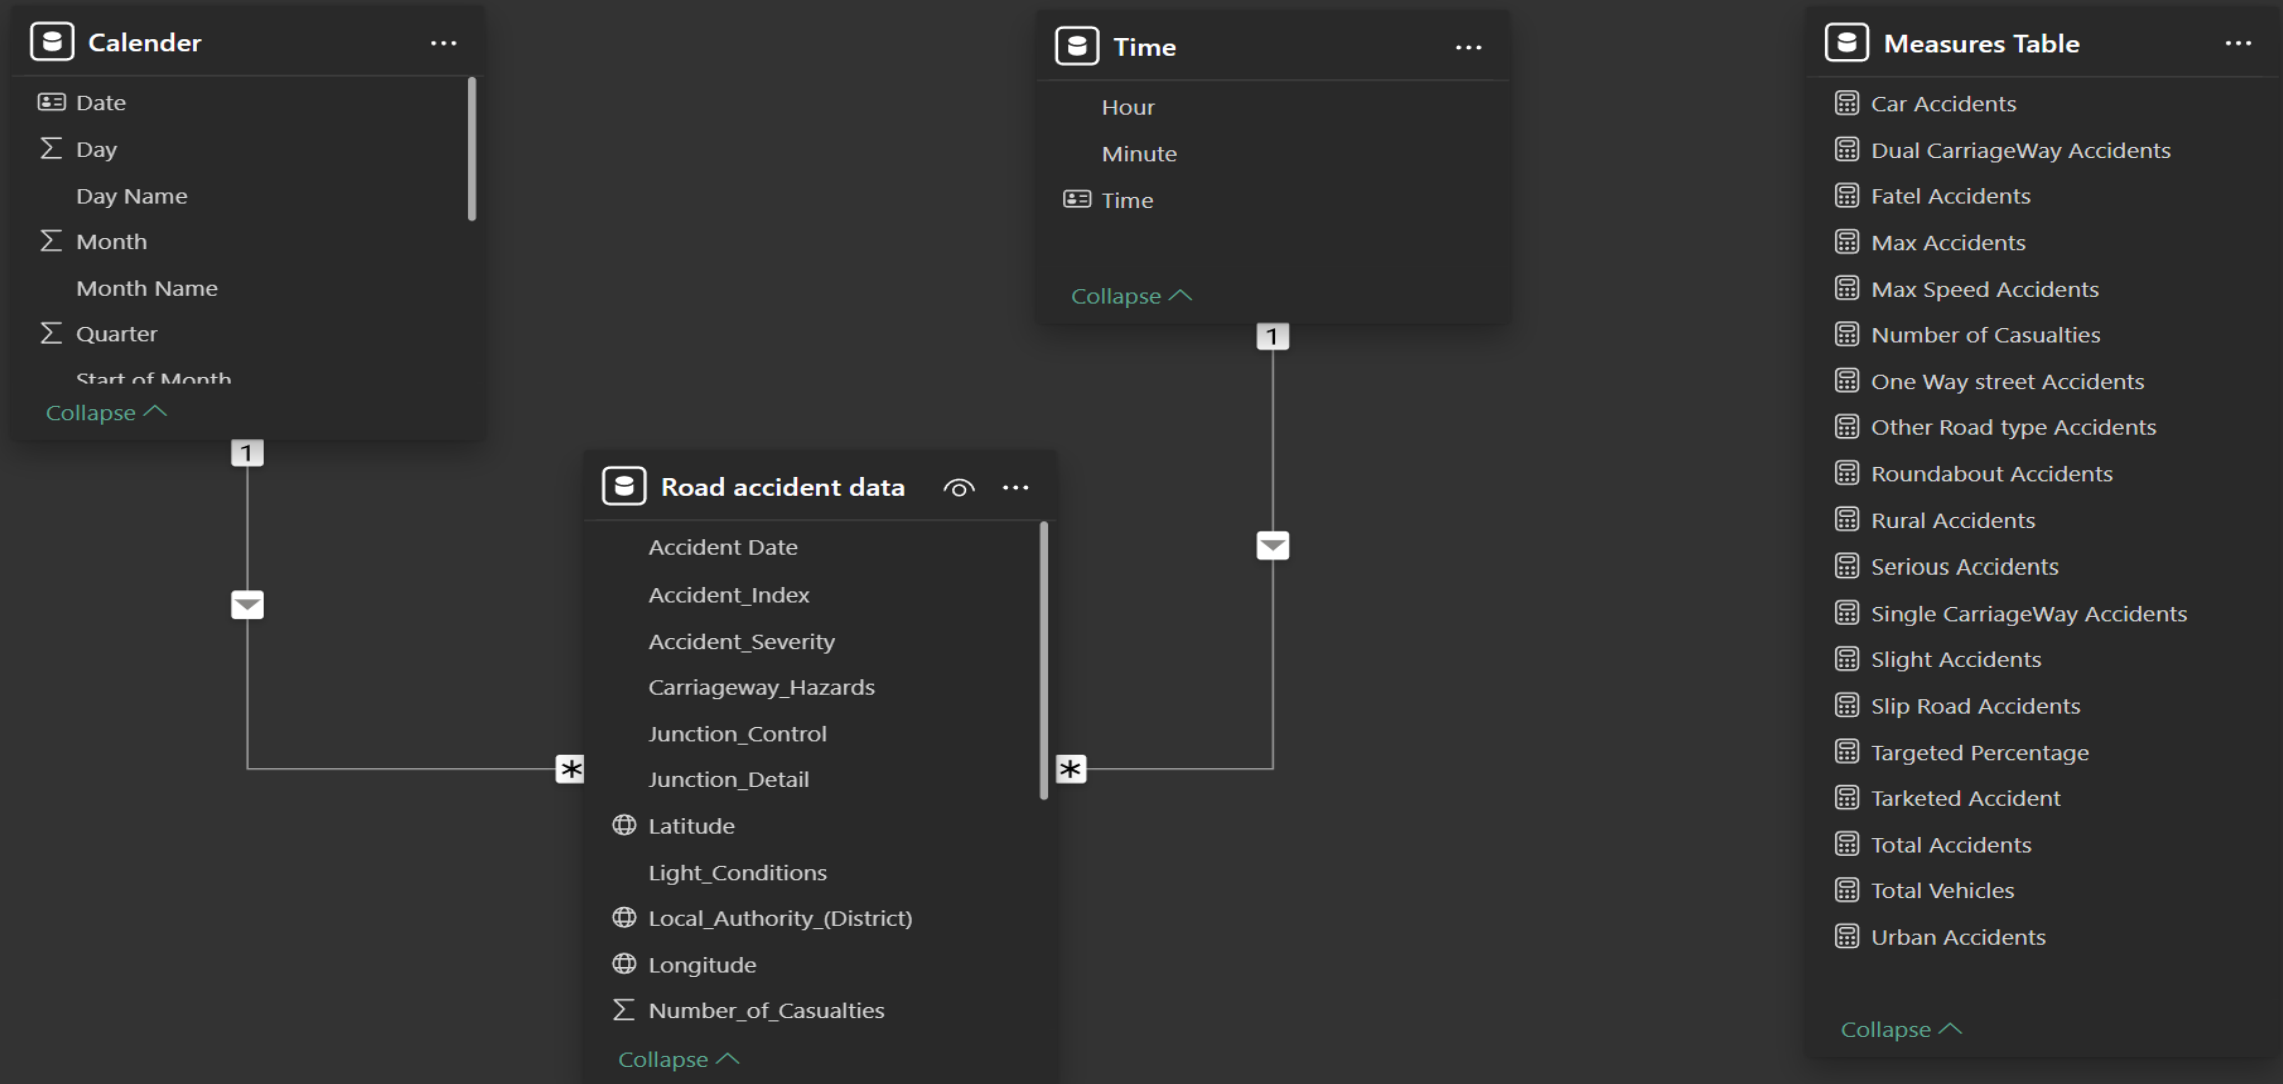 Calender
Date
Day
Day Name
Month
Month Name
Quarter
Start of Month
Collapse
1
Time
Hour
Minute
Time
Collapse
1
Road accident data
Accident Date
Accident_Index
Accident_Severity
Carriageway_Hazards
Junction_Control
Junction_Detail
Latitude
Light_Conditions
Local_Authority_(District)
Longitude
Number_of_Casualties
Collapse
*
*
Measures Table
Car Accidents
Dual CarriageWay Accidents
Fatel Accidents
Max Accidents
Max Speed Accidents
Number of Casualties
One Way street Accidents
Other Road type Accidents
Roundabout Accidents
Rural Accidents
Serious Accidents
Single CarriageWay Accidents
Slight Accidents
Slip Road Accidents
Targeted Percentage
Tarketed Accident
Total Accidents
Total Vehicles
Urban Accidents
Collapse